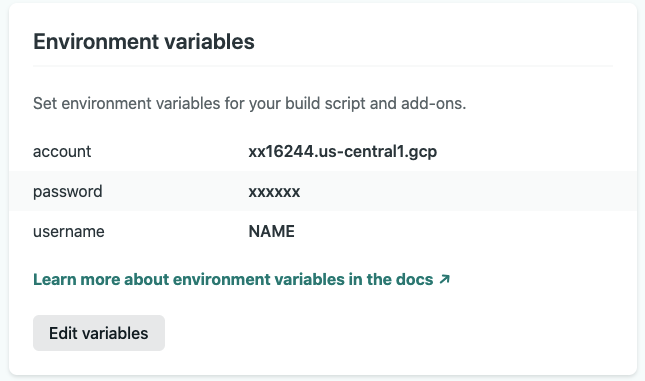 Environment variables
Set environment variables for your build script and add-ons.
account xx16244.us-central1.gcp
password xxxxxx
username NAME
Learn more about environment variables in the docs ↗
Edit variables